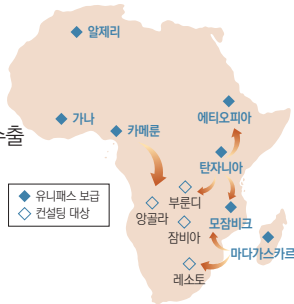 알제리
에티오피아
가나
카메룬
수출
탄자니아
유니패스 보급
컨설팅 대상
부룬디
앙골라
모잠비크
잠비아
마다가스카르
레소토